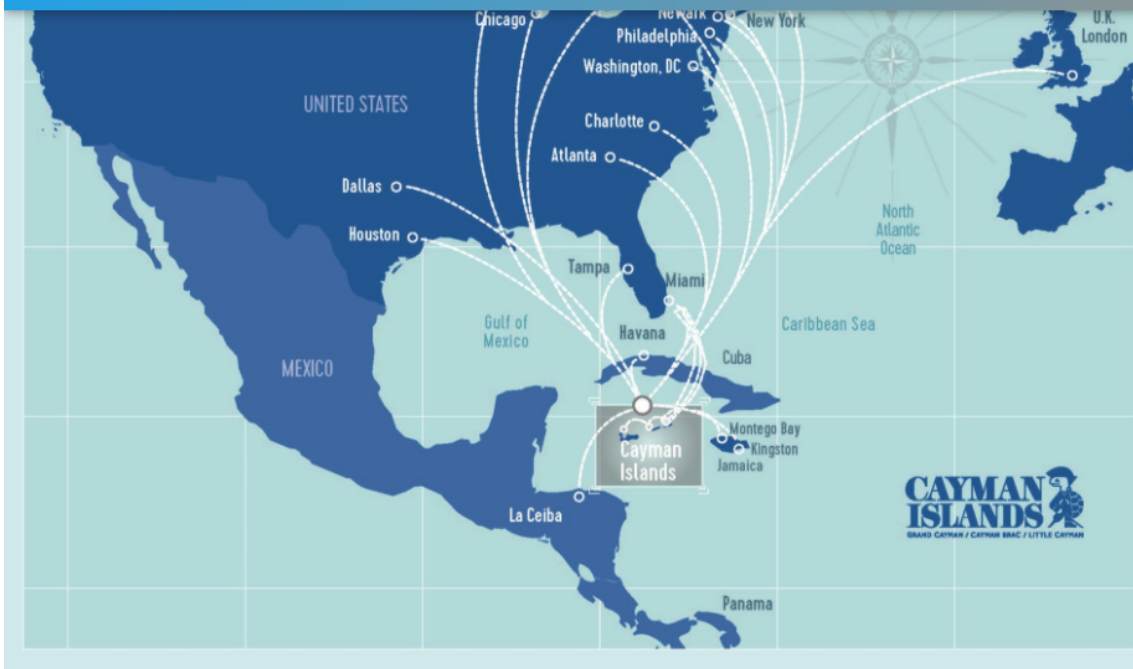 Chicago
Newark
New York
U.K.
London
Philadelphia
Washington, DC
UNITED STATES
Charlotte
Atlanta
Dallas
Houston
North
Atlantic
Ocean
Tampa
Miami
Gulf of
Mexico
Caribbean Sea
Havana
Cuba
MEXICO
Montego Bay
Kingston
Jamaica
Cayman
Islands
La Ceiba
CAYMAN
ISLANDS
GRAND CAYMAN / CAYMAN BRAC / LITTLE CAYMAN
Panama